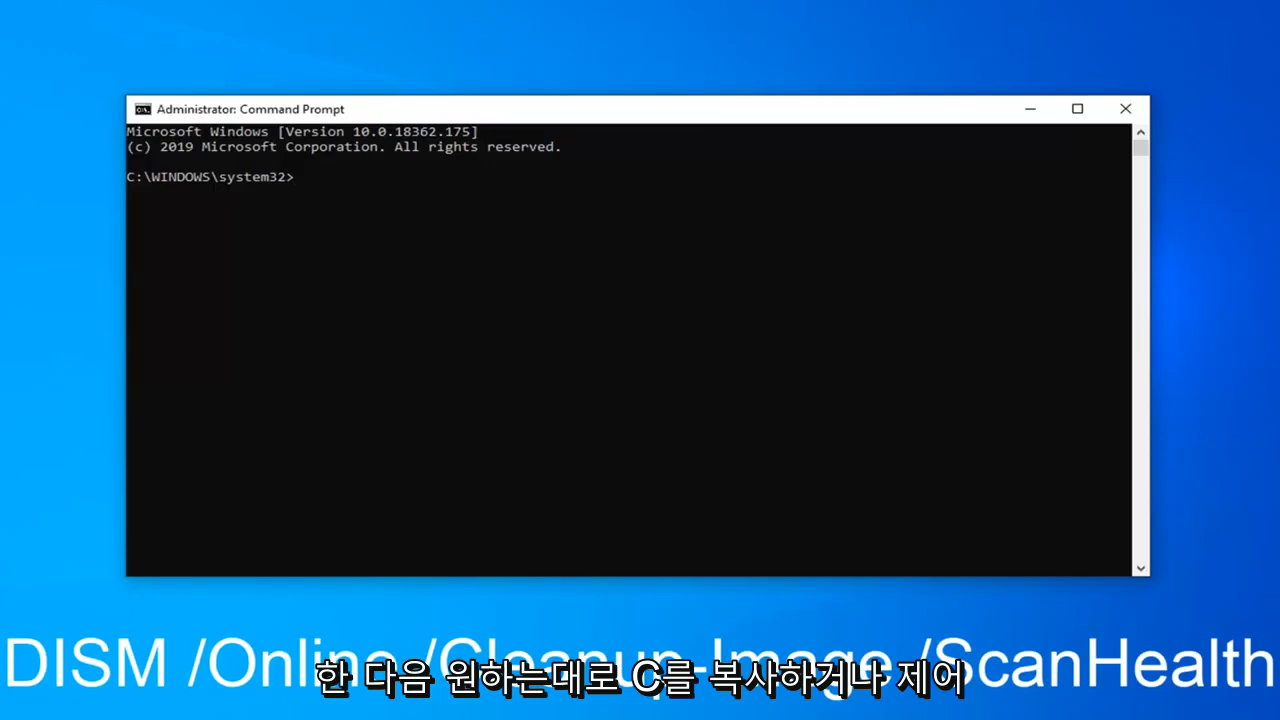 Administrator: Command Prompt
Microsoft Windows [Version 10.0.18362.175]
(c) 2019 Microsoft Corporation. All rights reserved.
C:\WINDOWS\system32>
DISM /Online /Cleanup-Image /ScanHealth
한 다음 원하는대로 C를 복사하게나 제어